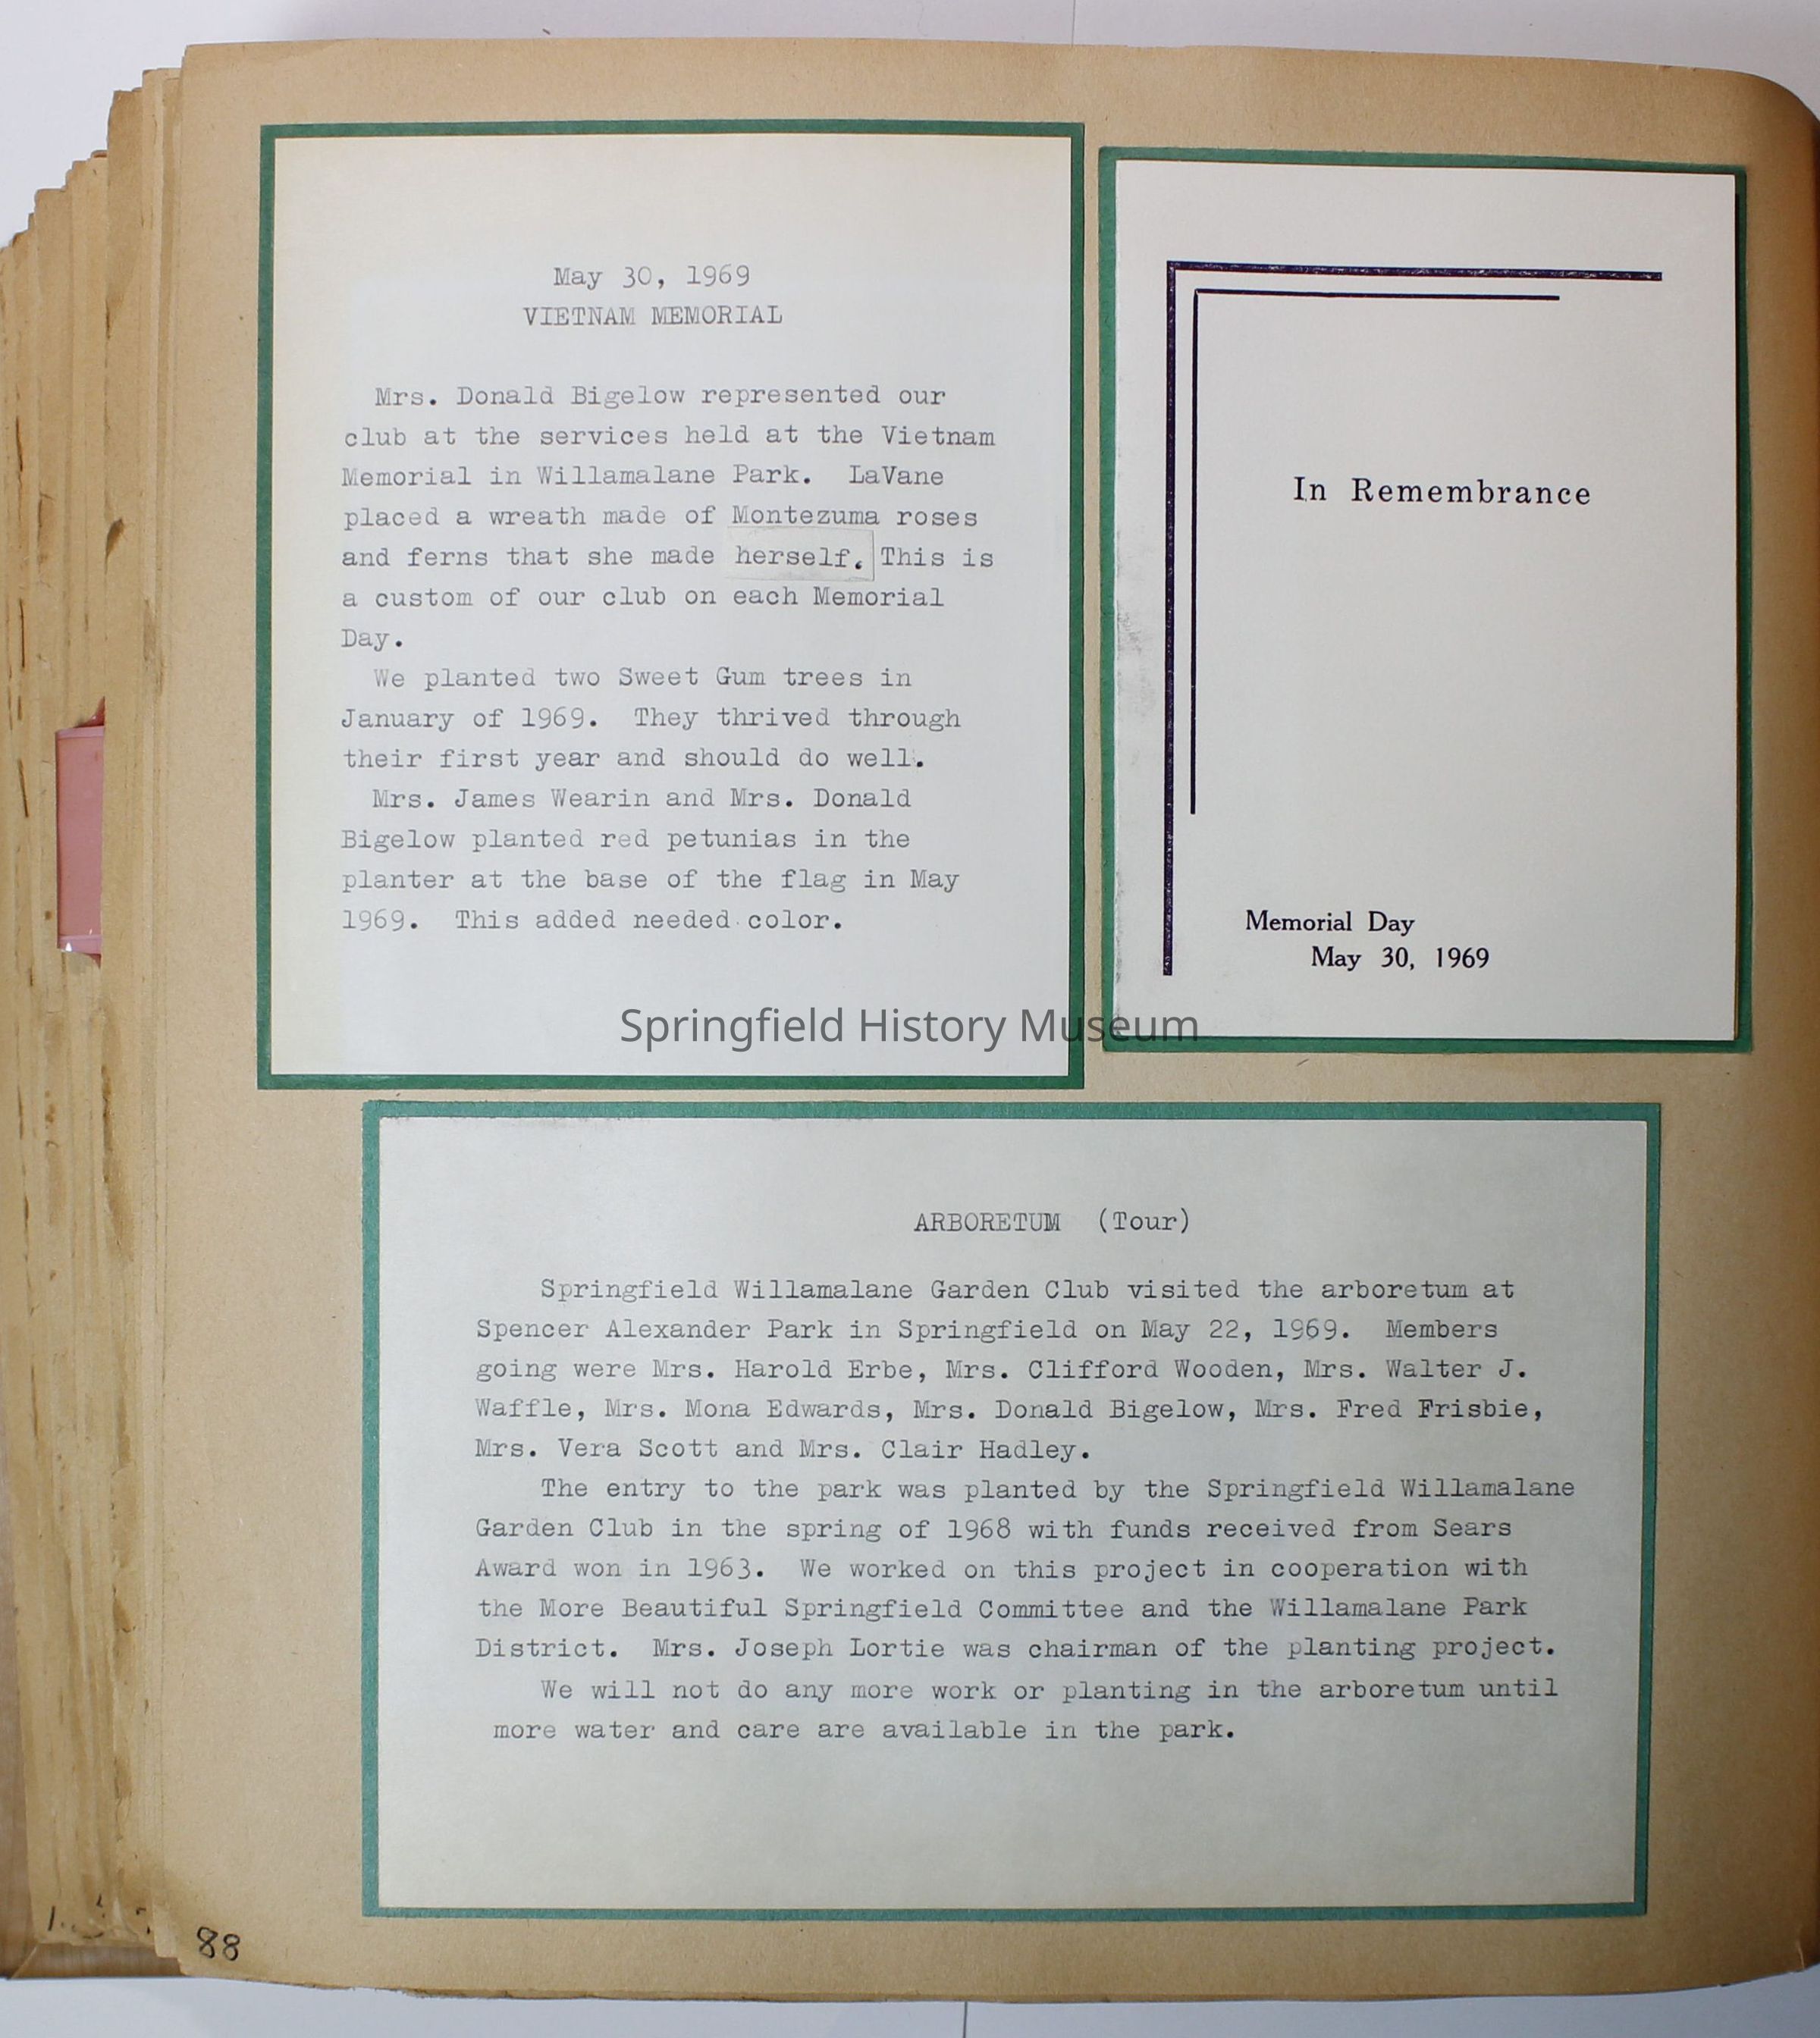 May 30, 1969
VIETNAM MEMORIAL
Mrs. Donald Bigelow represented our
club at the services held at the Vietnam
Memorial in Willamalane Park. LaVane
placed a wreath made of Montezuma roses
and ferns that she made herself. This is
a custom of our club on each Memorial
Day.
We planted two Sweet Gum trees in
January of 1969. They thrived through
their first year and should do well.
Mrs. James Wearin and Mrs. Donald
Bigelow planted red petunias in the
planter at the base of the flag in May
1969. This added needed color.
In Remembrance
Memorial Day
May 30, 1969
Springfield History Museum
ARBORETUM (Tour)
Springfield Willamalane Garden Club visited the arboretum at
Spencer Alexander Park in Springfield on May 22, 1969. Members
going were Mrs. Harold Erbe, Mrs. Clifford Wooden, Mrs. Walter J.
Waffle, Mrs. Mona Edwards, Mrs. Donald Bigelow, Mrs. Fred Frisbie,
Mrs. Vera Scott and Mrs. Clair Hadley.
The entry to the park was planted by the Springfield Willamalane
Garden Club in the spring of 1968 with funds received from Sears
Award won in 1963. We worked on this project in cooperation with
the More Beautiful Springfield Committee and the Willamalane Park
District. Mrs. Joseph Lortie was chairman of the planting project.
We will not do any more work or planting in the arboretum until
more water and care are available in the park.
88